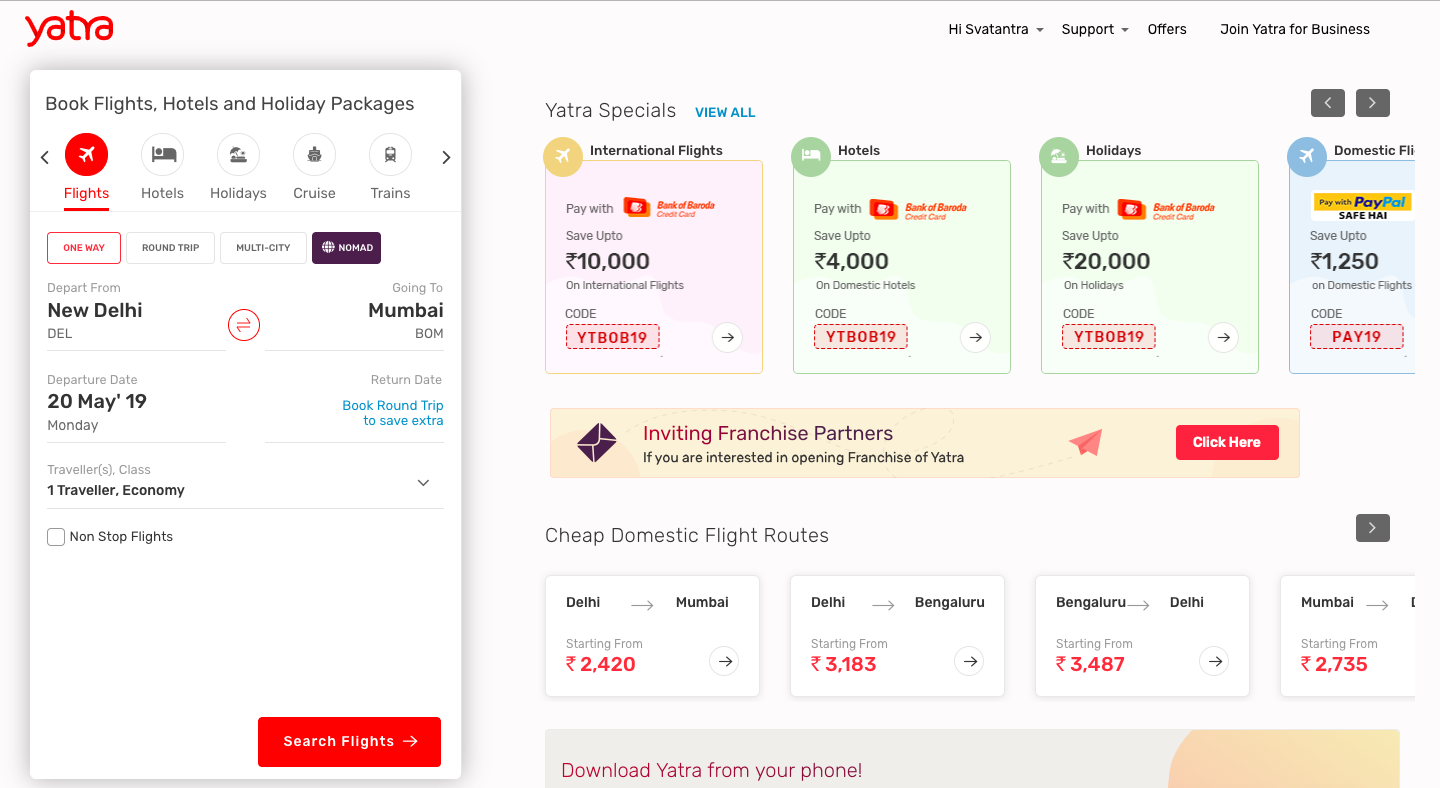 yatra
Hi Svatantra
Support
Offers
Join Yatra for Business
Book Flights, Hotels and Holiday Packages
Flights
Hotels
Holidays
Cruise
Trains
ONE WAY
ROUND TRIP
MULTI-CITY
NOMAD
Depart From
New Delhi
DEL
Going To
Mumbai
BOM
Departure Date
20 May' 19
Monday
Return Date
Book Round Trip
to save extra
Traveller(s), Class
1 Traveller, Economy
Non Stop Flights
Search Flights
Yatra Specials
VIEW ALL
International Flights
Pay with Bank of Baroda
Credit Card
Save Upto
₹10,000
On International Flights
CODE
YTBOB19
Hotels
Pay with Bank of Baroda
Credit Card
Save Upto
₹4,000
On Domestic Hotels
CODE
YTBOB19
Holidays
Pay with Bank of Baroda
Credit Card
Save Upto
₹20,000
On Holidays
CODE
YTBOB19
Domestic Fli
Pay with PayPal
SAFE HAI
Save Upto
₹1,250
on Domestic Flights
CODE
PAY19
Inviting Franchise Partners
If you are interested in opening Franchise of Yatra
Click Here
Cheap Domestic Flight Routes
Delhi Mumbai
Starting From
₹ 2,420
Delhi Bengaluru
Starting From
₹ 3,183
Bengaluru Delhi
Starting From
₹ 3,487
Mumbai
Starting From
₹ 2,735
Download Yatra from your phone!